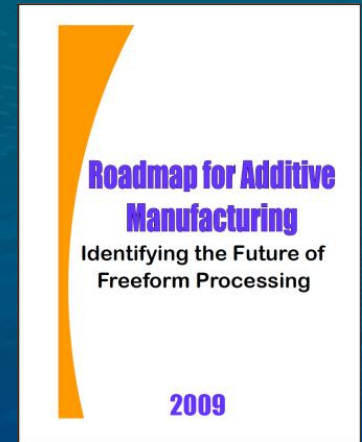 Roadmap for Additive
Manufacturing
Identifying the Future of
Freeform Processing
2009